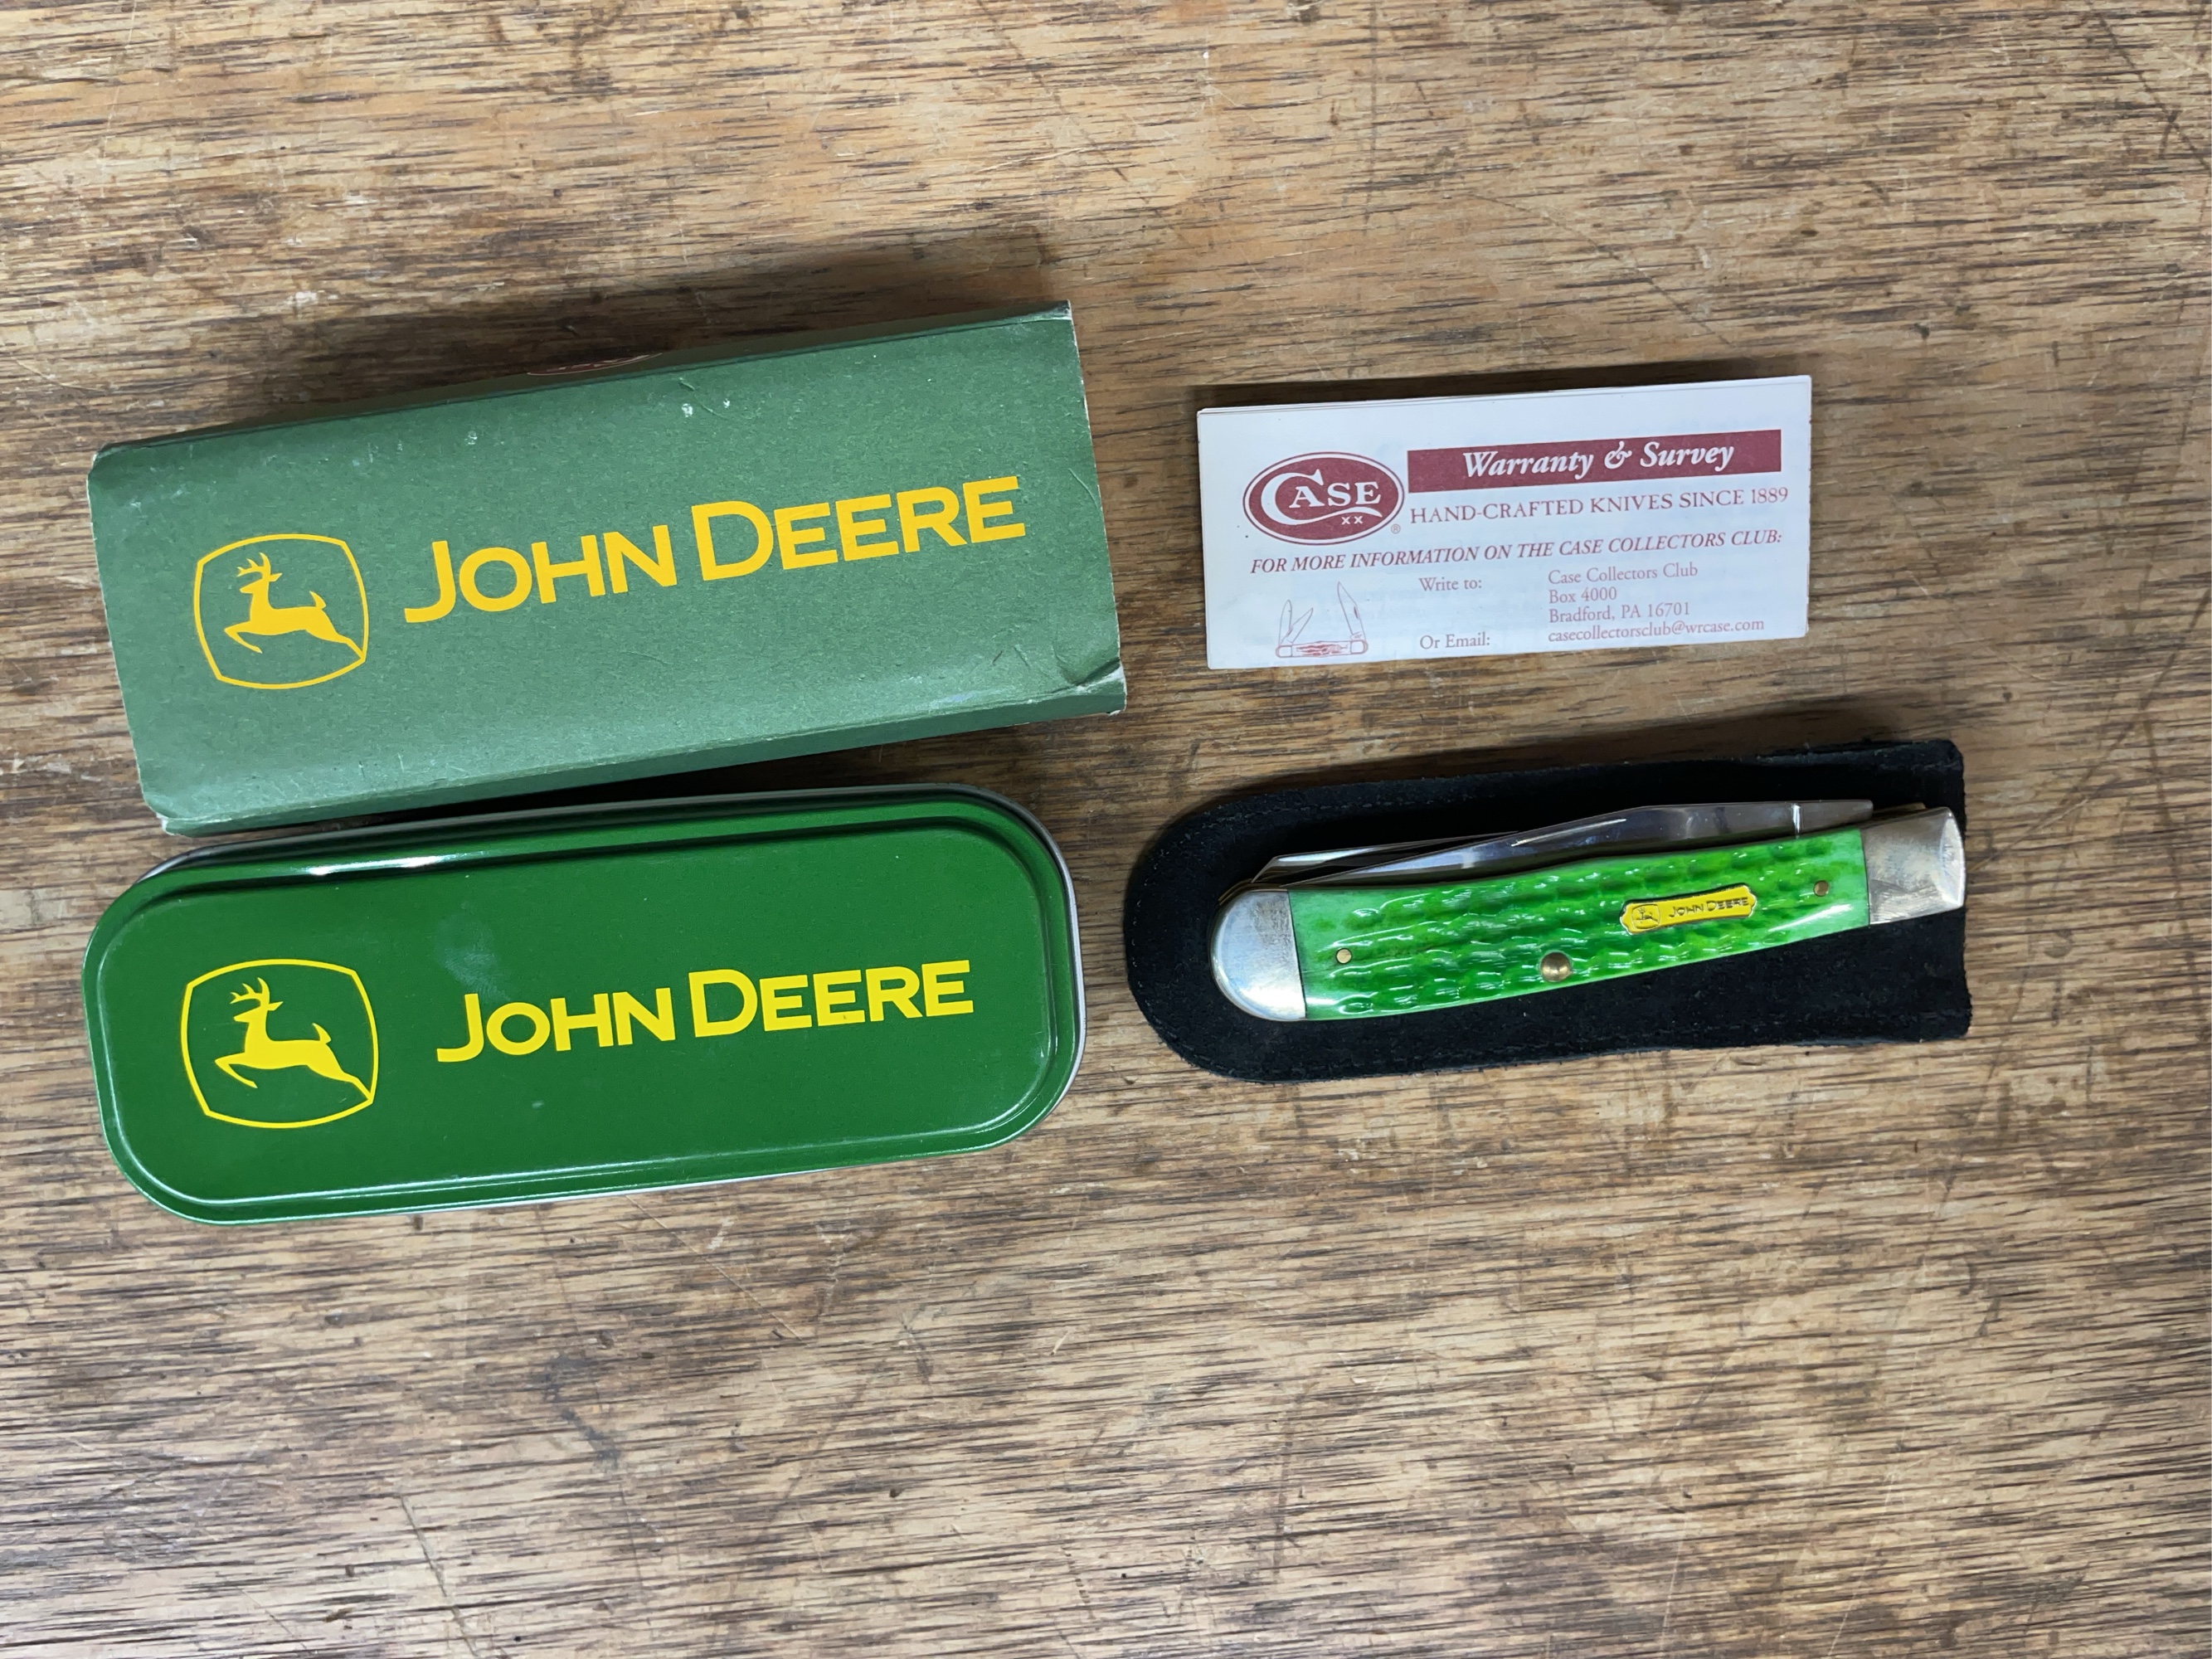 JOHN DEERE
CASE
XX
®
Warranty & Survey
HAND-CRAFTED KNIVES SINCE 1889
FOR MORE INFORMATION ON THE CASE COLLECTORS CLUB:
Write to: Case Collectors Club
Box 4000
Bradford, PA 16701
Or Email: casecollectorsclub@wrcase.com
JOHN DEERE
JOHN DEERE